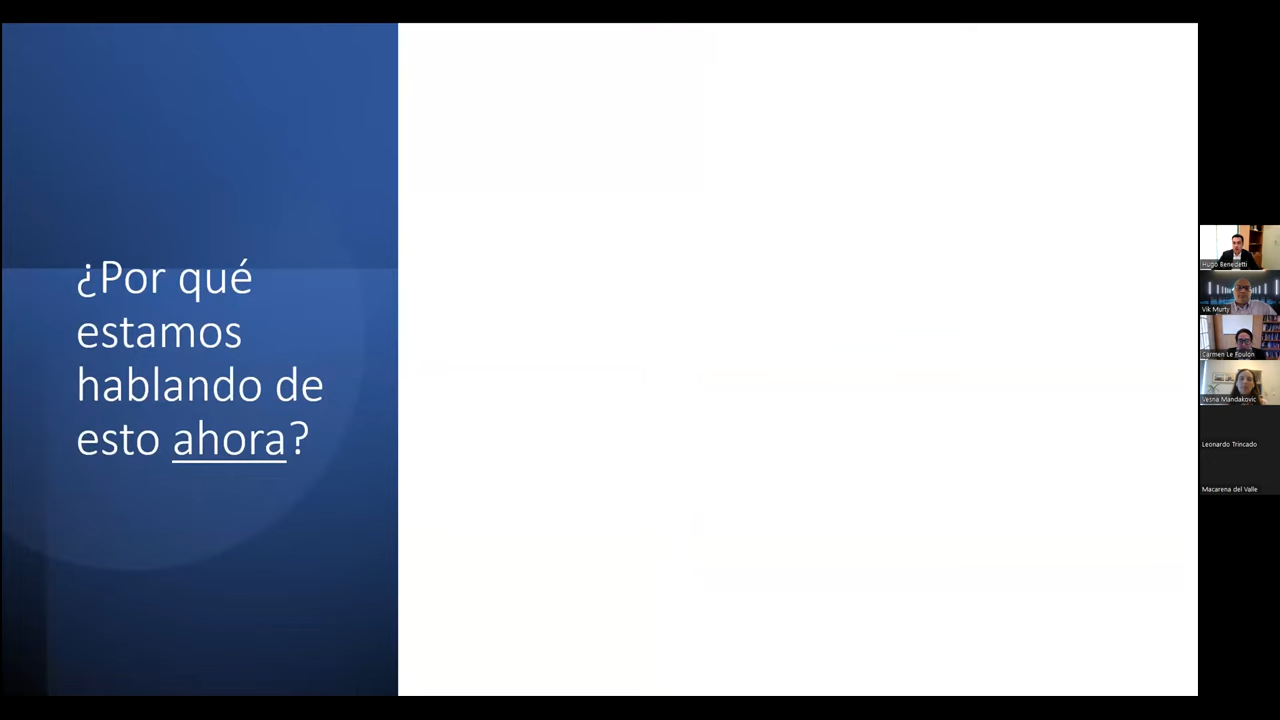 ¿Por qué
estamos
hablando de
esto ahora?
Hugo Benedetti
Vik Murty
Carmen Le Foulon
Vesna Mandakovic
Leonardo Trincado
Macarena del Valle